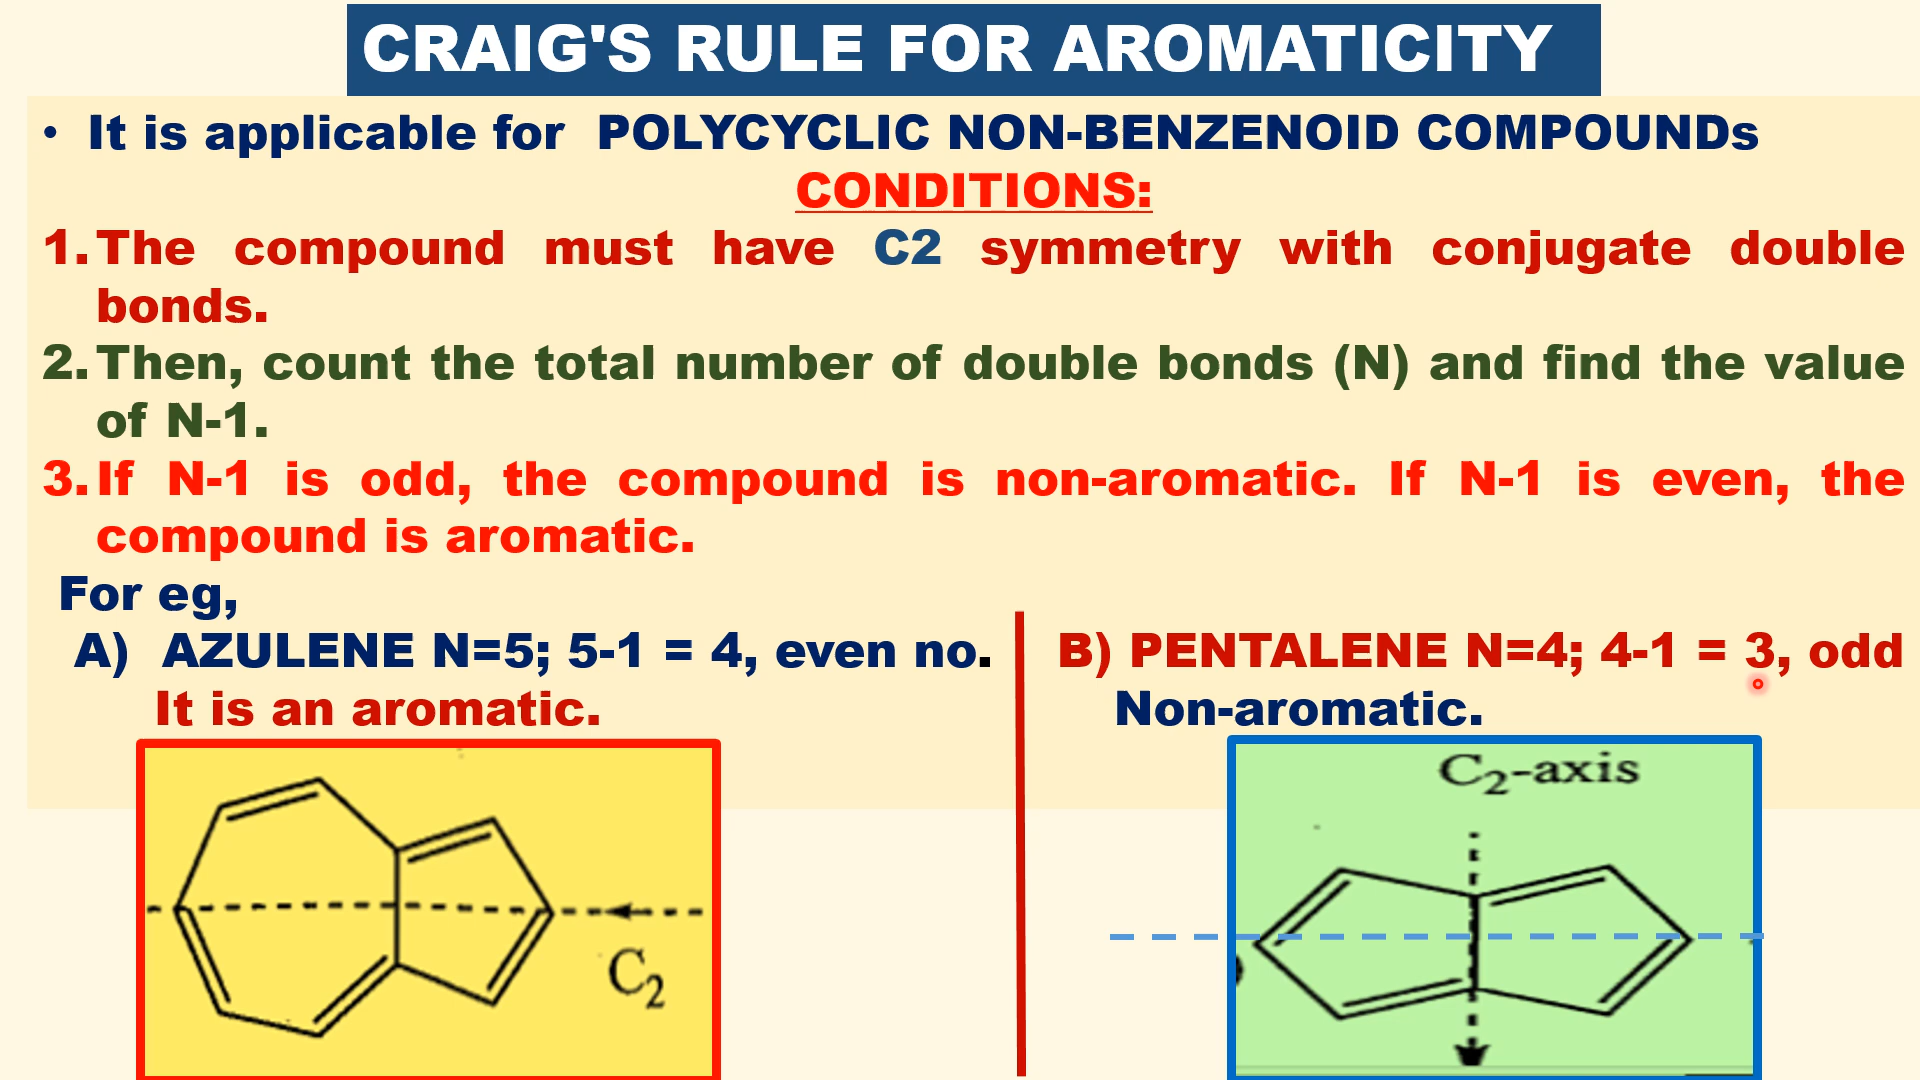 CRAIG'S RULE FOR AROMATICITY
• It is applicable for POLYCYCLIC NON-BENZENOID COMPOUNDs
CONDITIONS:
1. The compound must have C2 symmetry with conjugate double
bonds.
2. Then, count the total number of double bonds (N) and find the value
of N-1.
3. If N-1 is odd, the compound is non-aromatic. If N-1 is even, the
compound is aromatic.
For eg,
A) AZULENE N=5; 5-1 = 4, even no.
It is an aromatic.
B) PENTALENE N=4; 4-1 = 3, odd
Non-aromatic.
C2
C2-axis